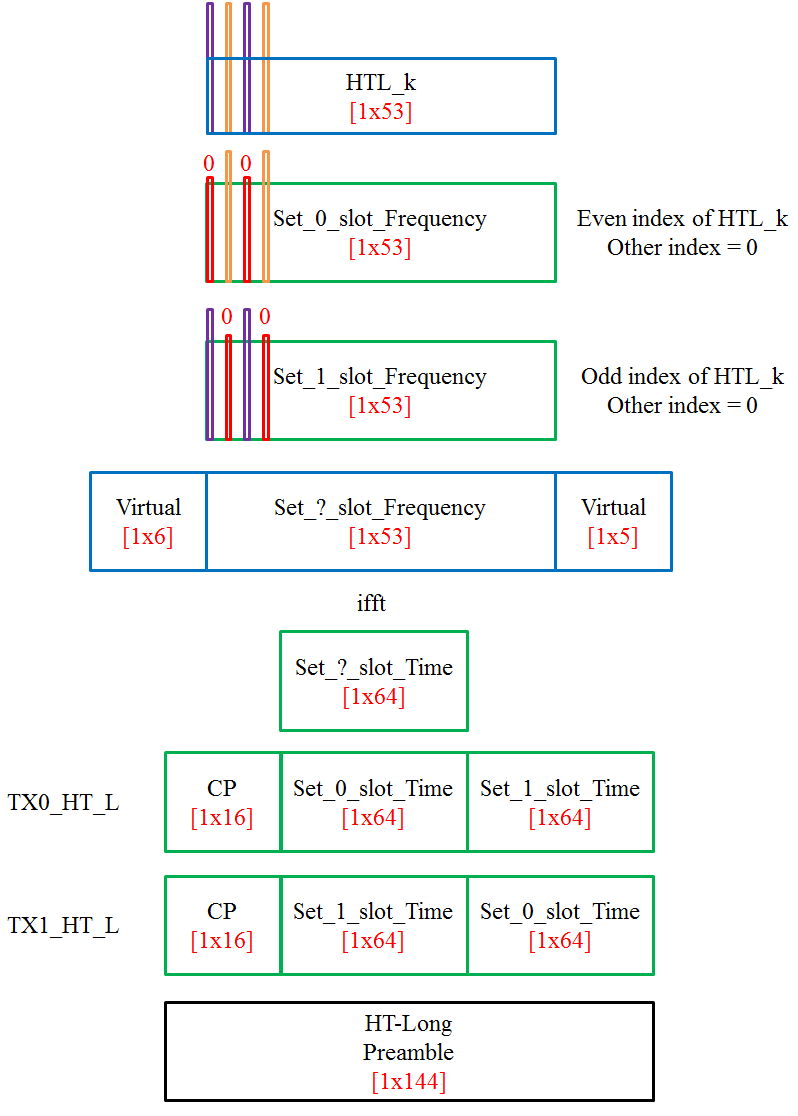 HTL_k
[1x53]
0 0
Set_0_slot_Frequency
[1x53]
Even index of HTL_k
Other index = 0
0 0
Set_1_slot_Frequency
[1x53]
Odd index of HTL_k
Other index = 0
Virtual
[1x6]
Set_?_slot_Frequency
[1x53]
Virtual
[1x5]
ifft
Set_?_slot_Time
[1x64]
TX0_HT_L
CP
[1x16]
Set_0_slot_Time
[1x64]
Set_1_slot_Time
[1x64]
TX1_HT_L
CP
[1x16]
Set_1_slot_Time
[1x64]
Set_0_slot_Time
[1x64]
HT-Long
Preamble
[1x144]